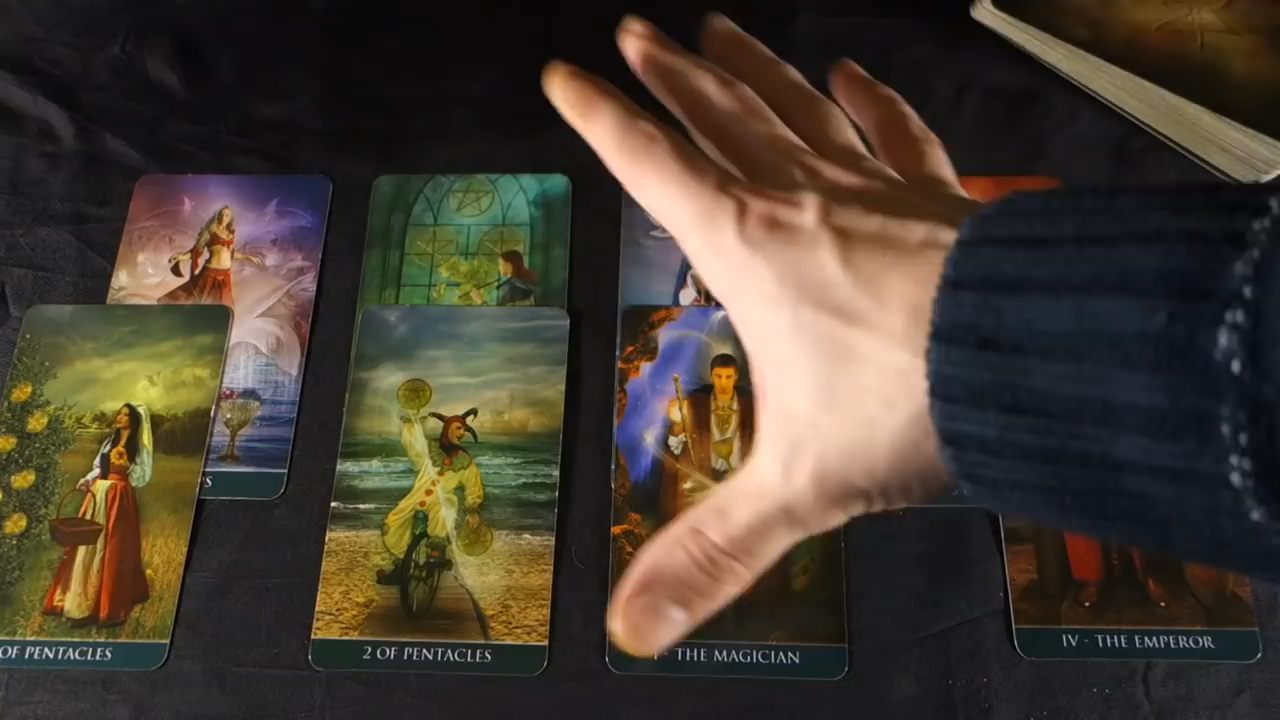 OF PENTACLES
2 OF PENTACLES
THE MAGICIAN
IV - THE EMPEROR